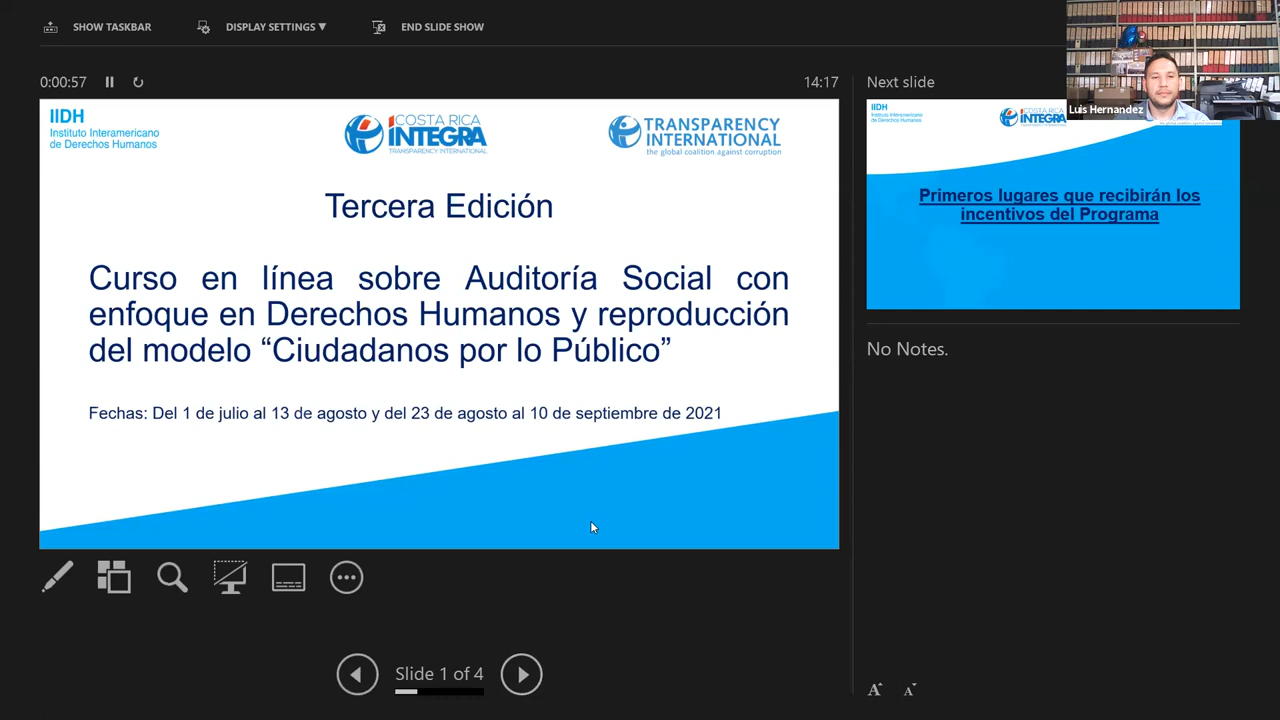 SHOW TASKBAR
DISPLAY SETTINGS ▼
END SLIDE SHOW
Luis Hernandez
0:00:57
14:17
IIDH
Instituto Interamericano
de Derechos Humanos
COSTA RICA
INTEGRA
TRANSPARENCY INTERNATIONAL
TRANSPARENCY
INTERNATIONAL
the global coalition against corruption
Tercera Edición
Curso en línea sobre Auditoría Social con
enfoque en Derechos Humanos y reproducción
del modelo “Ciudadanos por lo Público”
Fechas: Del 1 de julio al 13 de agosto y del 23 de agosto al 10 de septiembre de 2021
Slide 1 of 4
Next slide
IIDH
Instituto Interamericano
de Derechos Humanos
COSTA RICA
INTEGRA
Primeros lugares que recibirán los
incentivos del Programa
No Notes.
A A